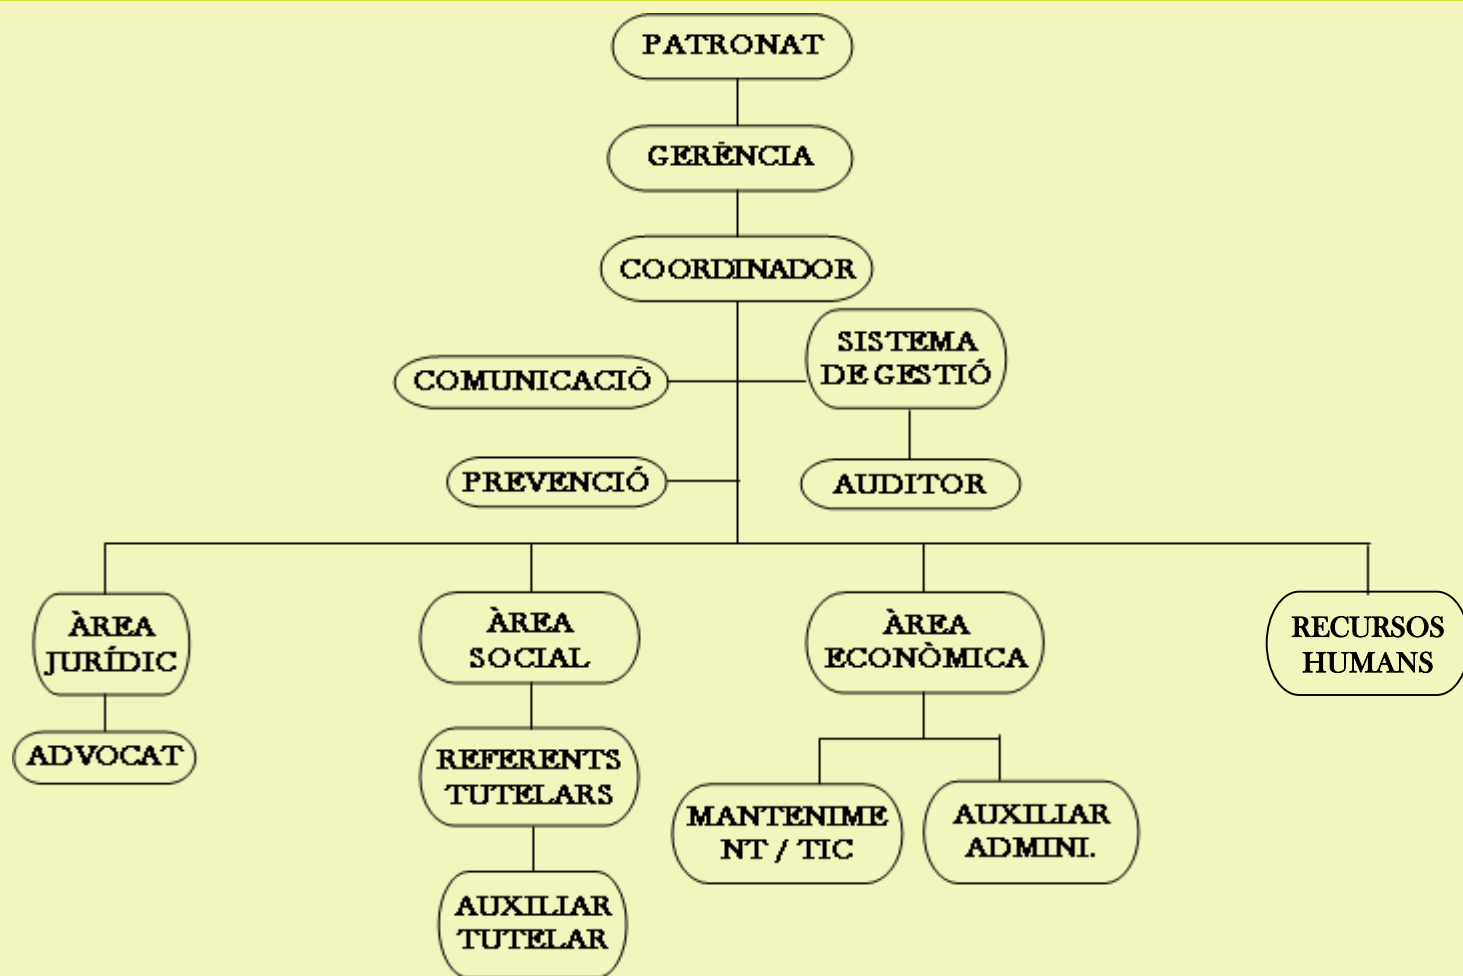 PATRONAT
GERÈNCIA
COORDINADOR
SISTEMA
DE GESTIÓ
COMUNICACIÓ
PREVENCIÓ
AUDITOR
ÀREA
JURÍDIC
ÀREA
SOCIAL
ÀREA
ECONÒMICA
RECURSOS
HUMANS
ADVOCAT
REFERENTS
TUTELARS
MANTENIME
NT / TIC
AUXILIAR
ADMINI.
AUXILIAR
TUTELAR